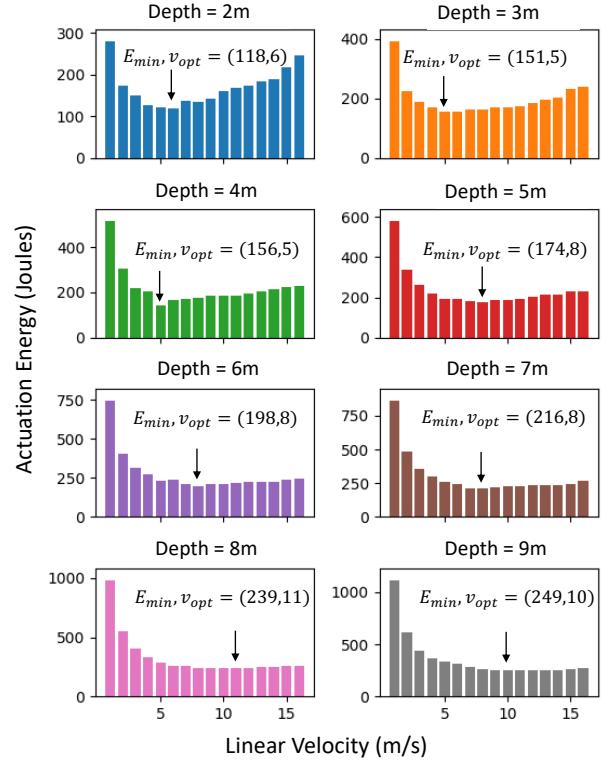 Depth = 2m
300
200
100
0
E_min, v_opt = (118,6)
Depth = 3m
400
200
0
E_min, v_opt = (151,5)
Depth = 4m
400
200
0
E_min, v_opt = (156,5)
Depth = 5m
600
400
200
0
E_min, v_opt = (174,8)
Depth = 6m
750
500
250
0
E_min, v_opt = (198,8)
Depth = 7m
750
500
250
0
E_min, v_opt = (216,8)
Depth = 8m
1000
500
0
E_min, v_opt = (239,11)
5 10 15
Depth = 9m
1000
500
0
E_min, v_opt = (249,10)
5 10 15
Actuation Energy (Joules)
Linear Velocity (m/s)